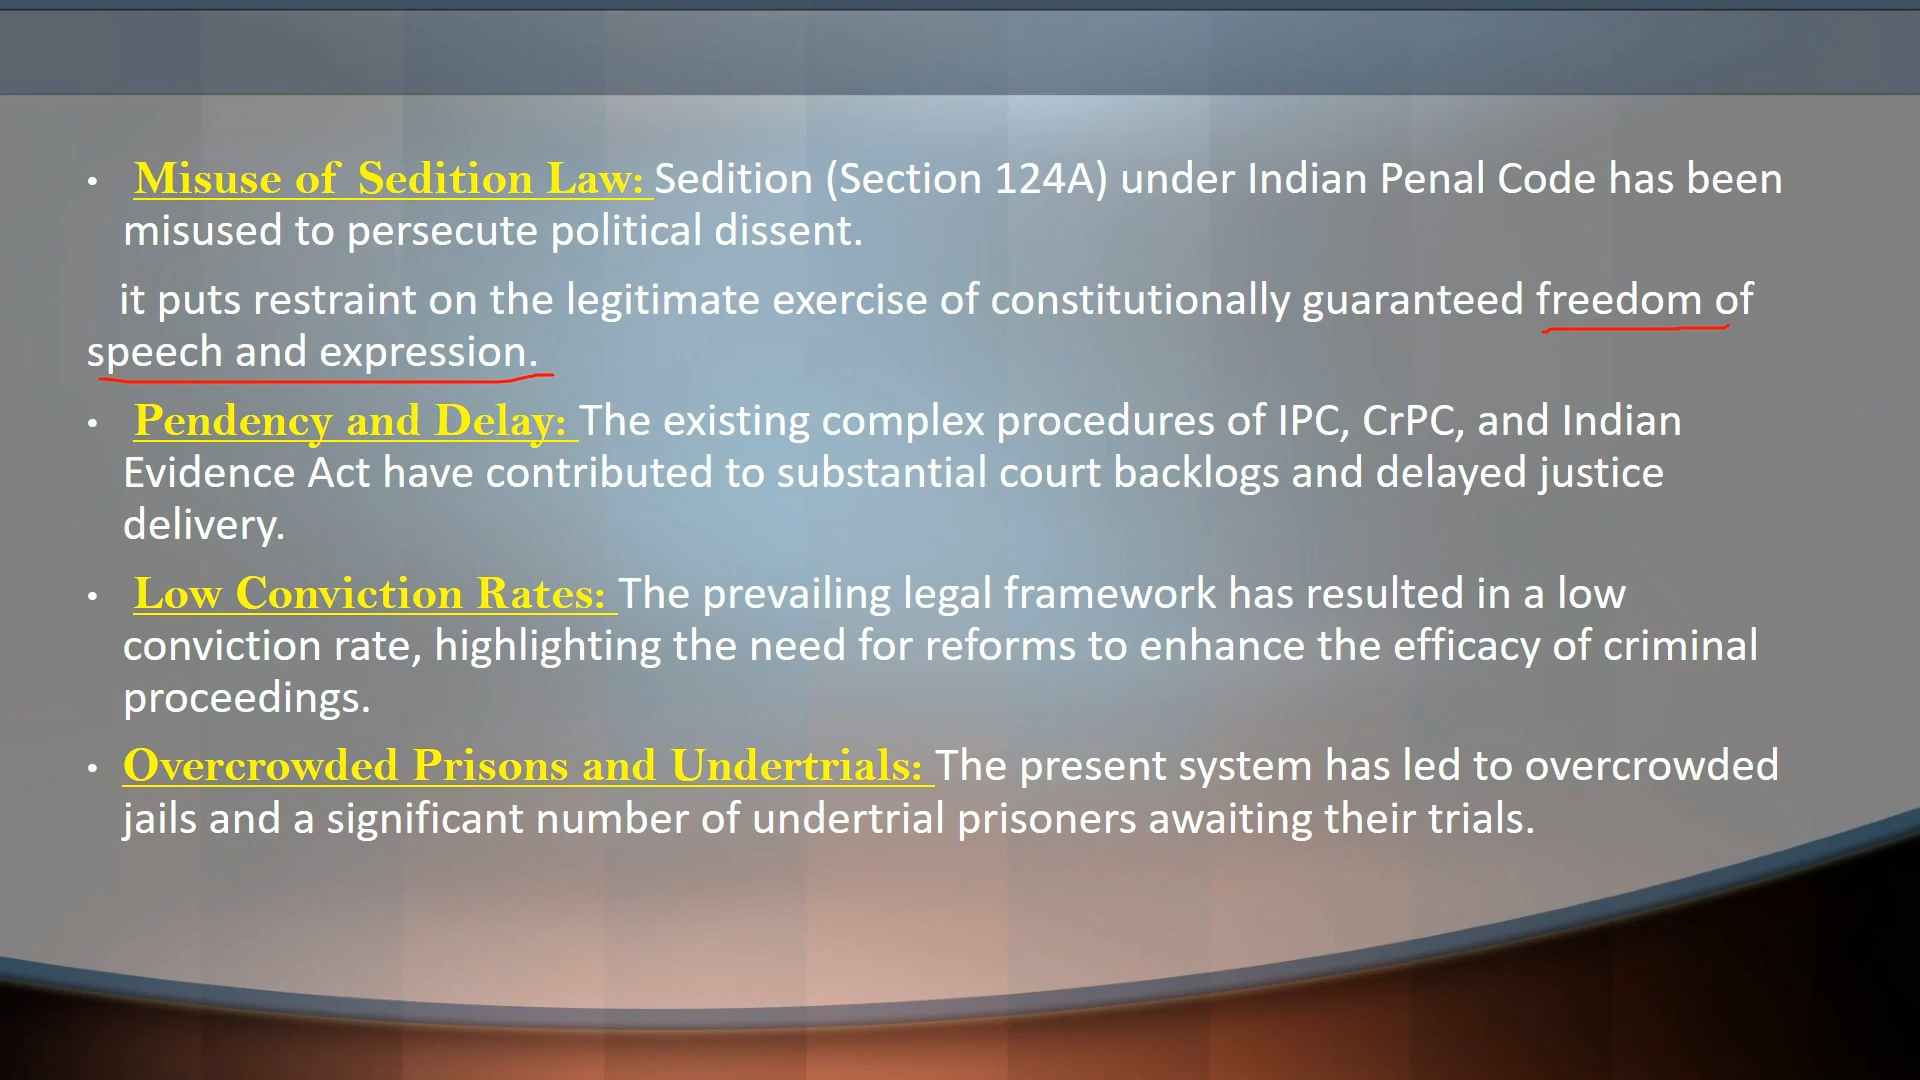 • Misuse of Sedition Law: Sedition (Section 124A) under Indian Penal Code has been
misused to persecute political dissent.
it puts restraint on the legitimate exercise of constitutionally guaranteed freedom of
speech and expression.
• Pendency and Delay: The existing complex procedures of IPC, CrPC, and Indian
Evidence Act have contributed to substantial court backlogs and delayed justice
delivery.
• Low Conviction Rates: The prevailing legal framework has resulted in a low
conviction rate, highlighting the need for reforms to enhance the efficacy of criminal
proceedings.
• Overcrowded Prisons and Undertrials: The present system has led to overcrowded
jails and a significant number of undertrial prisoners awaiting their trials.